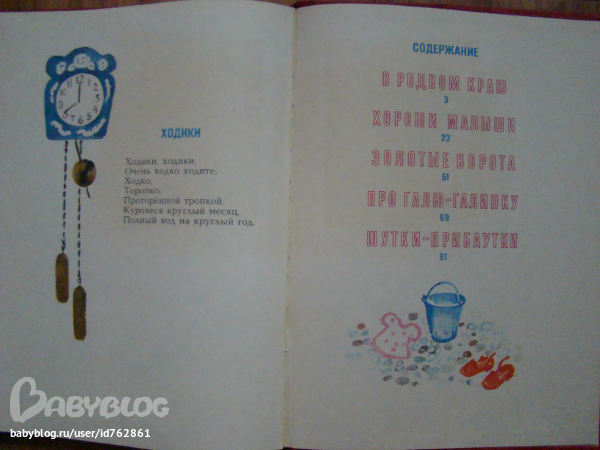 ХОДИКИ
Ходики, ходики,
Очень ходко ходите,
Ходко,
Торопко,
Проторённой тропкой.
Куролеся круглый месяц,
Полный ход на круглый год.
СОДЕРЖАНИЕ
В РОДНОМ КРАЮ
3
ХОРОШИ МАЛЫШИ
23
ЗОЛОТЫЕ ВОРОТА
51
ПРО ГАЛЮ-ГАЛИНКУ
69
ШУТКИ-ПРИБАУТКИ
81
BABYBLOG
babyblog.ru/user/id762861